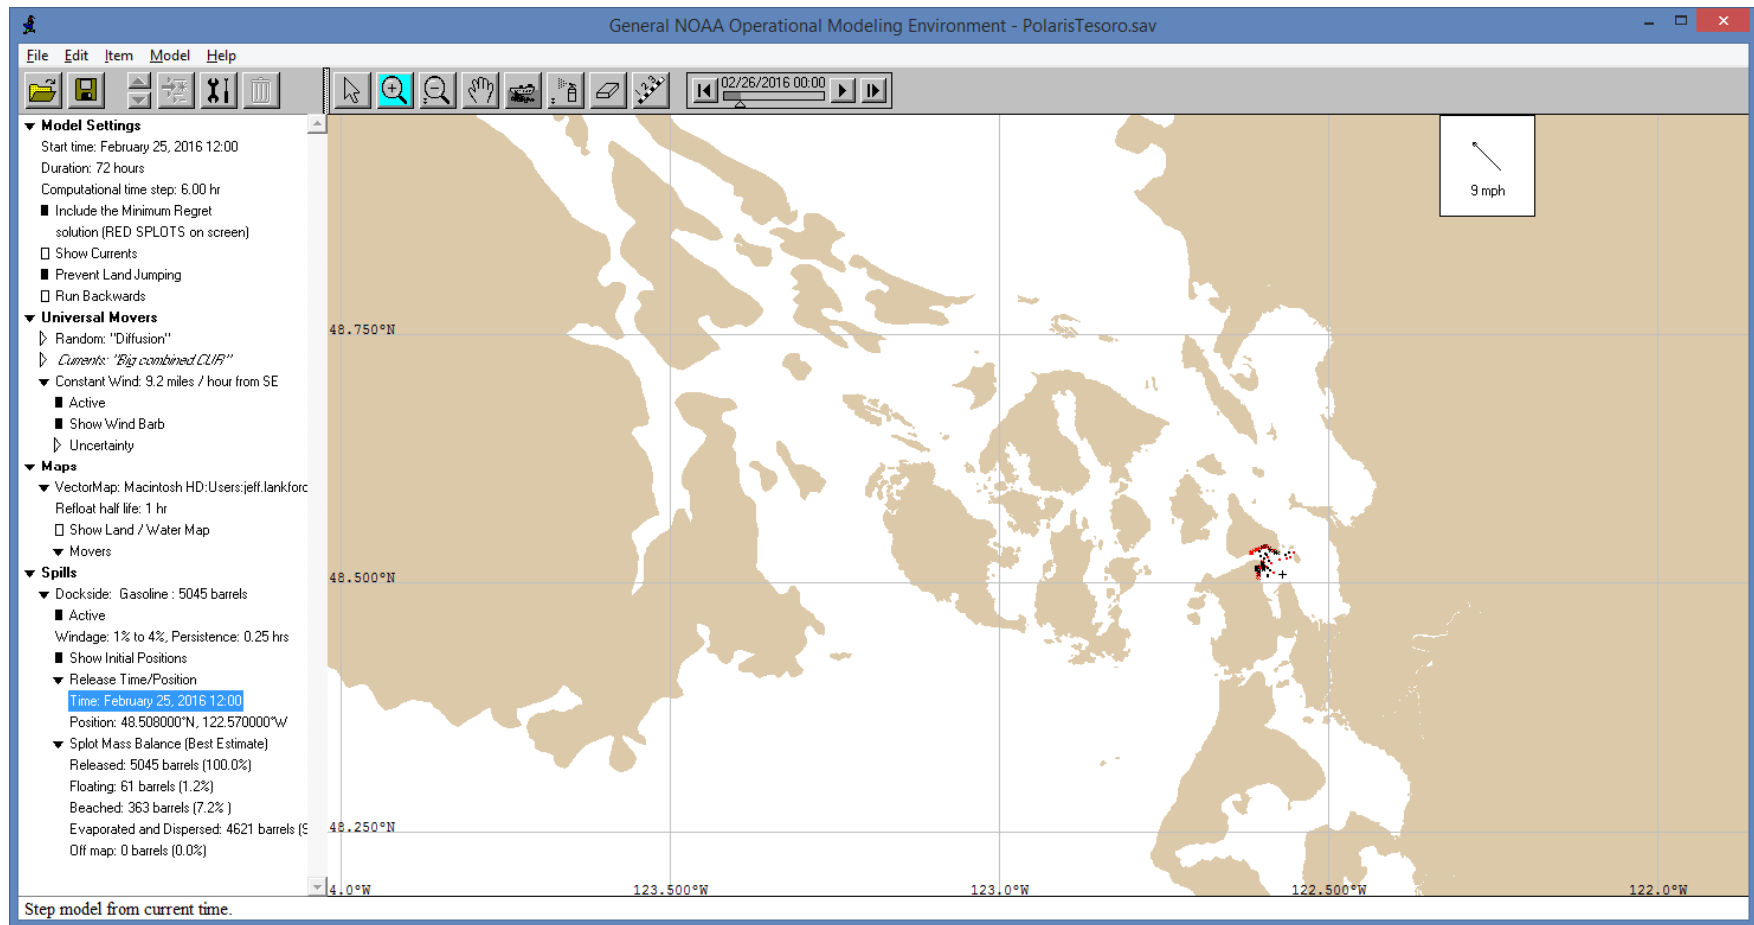 General NOAA Operational Modeling Environment - PolarisTesoro.sav
File Edit Item Model Help
02/26/2016 00:00
Model Settings
Start time: February 25, 2016 12:00
Duration: 72 hours
Computational time step: 6.00 hr
Include the Minimum Regret
solution (RED SPLOTS on screen)
Show Currents
Prevent Land Jumping
Run Backwards
Universal Movers
Random: "Diffusion"
Currents: "Big combined.CUR"
Constant Wind: 9.2 miles / hour from SE
Active
Show Wind Barb
Uncertainty
Maps
VectorMap: Macintosh HD:Users:jeff.lankford
Refloat half life: 1 hr
Show Land / Water Map
Movers
Spills
Dockside: Gasoline : 5045 barrels
Active
Windage: 1% to 4%, Persistence: 0.25 hrs
Show Initial Positions
Release Time/Position
Time: February 25, 2016 12:00
Position: 48.508000°N, 122.570000°W
Splot Mass Balance (Best Estimate)
Released: 5045 barrels (100.0%)
Floating: 61 barrels (1.2%)
Beached: 363 barrels (7.2% )
Evaporated and Dispersed: 4621 barrels (9
Off map: 0 barrels (0.0%)
9 mph
48.750°N
48.500°N
48.250°N
4.0°W 123.500°W 123.0°W 122.500°W 122.0°W
Step model from current time.